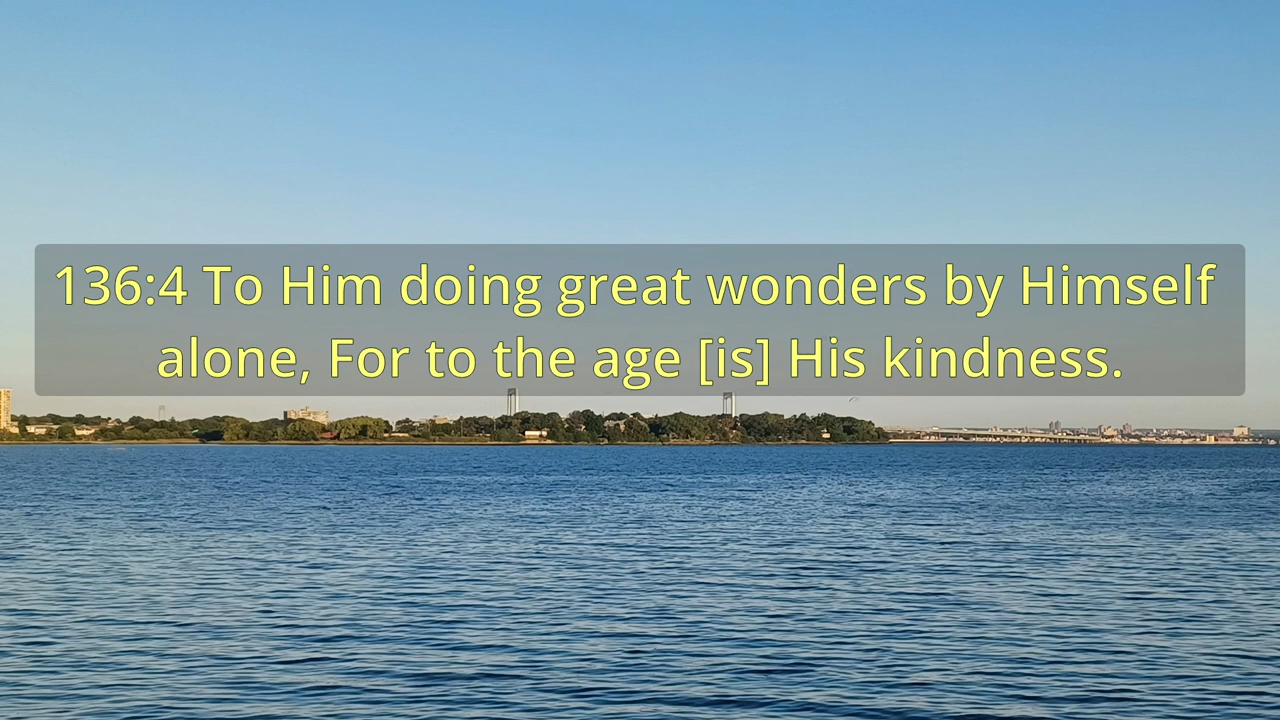 136:4 To Him doing great wonders by Himself
alone, For to the age [is] His kindness.